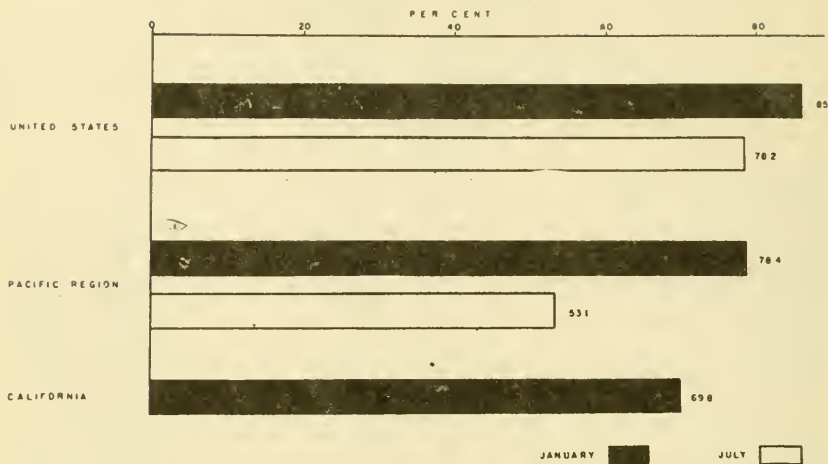 PER CENT
0 20 40 60 80
UNITED STATES
85
78.2
PACIFIC REGION
78.4
53.1
CALIFORNIA
69.8
JANUARY JULY